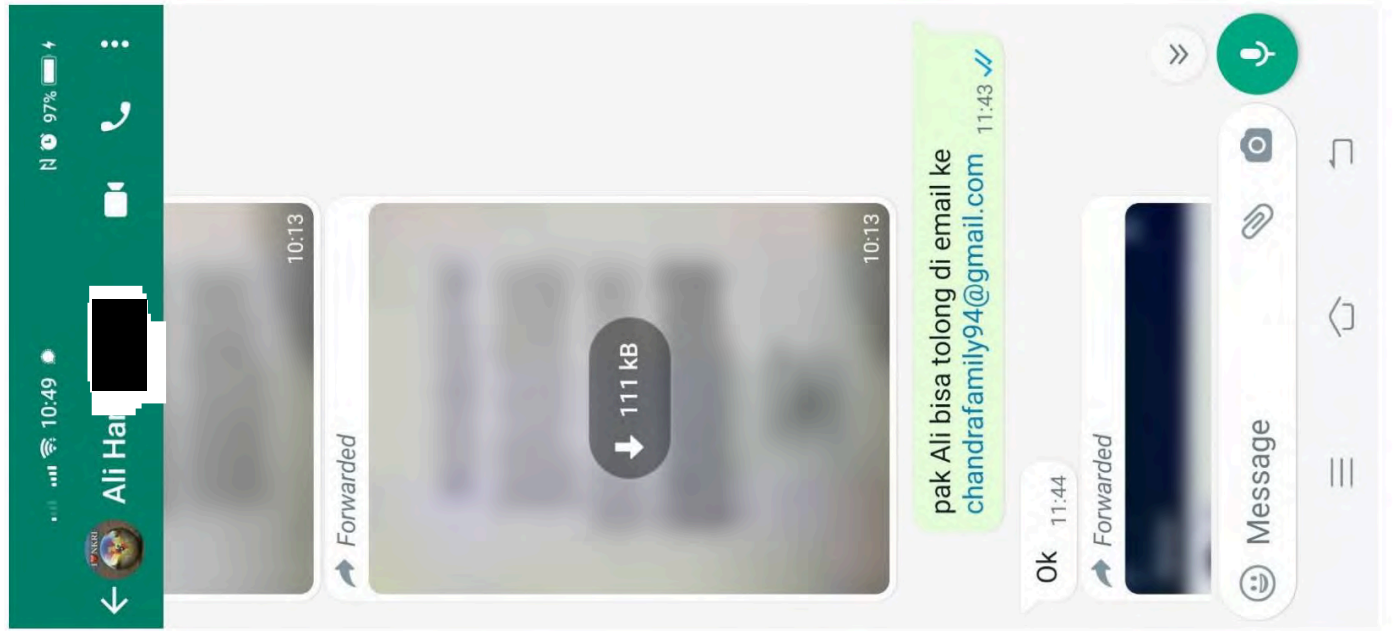 10:49
97%
Ali Har
10:13
Forwarded
111 kB
10:13
pak Ali bisa tolong di email ke
chandrafamily94@gmail.com
11:43
Ok
11:44
Forwarded
Message